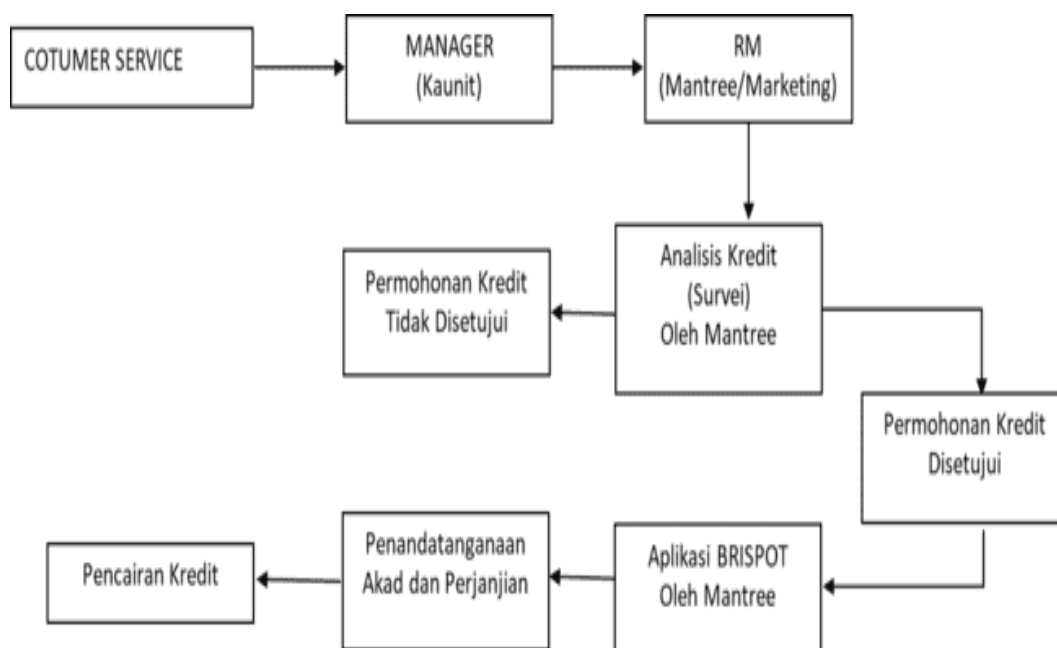 COTUMER SERVICE
MANAGER
(Kaunit)
RM
(Mantree/Marketing)
Analisis Kredit
(Survei)
Oleh Mantree
Permohonan Kredit
Tidak Disetujui
Permohonan Kredit
Disetujui
Aplikasi BRISPOT
Oleh Mantree
Penandatanganaan
Akad dan Perjanjian
Pencairan Kredit